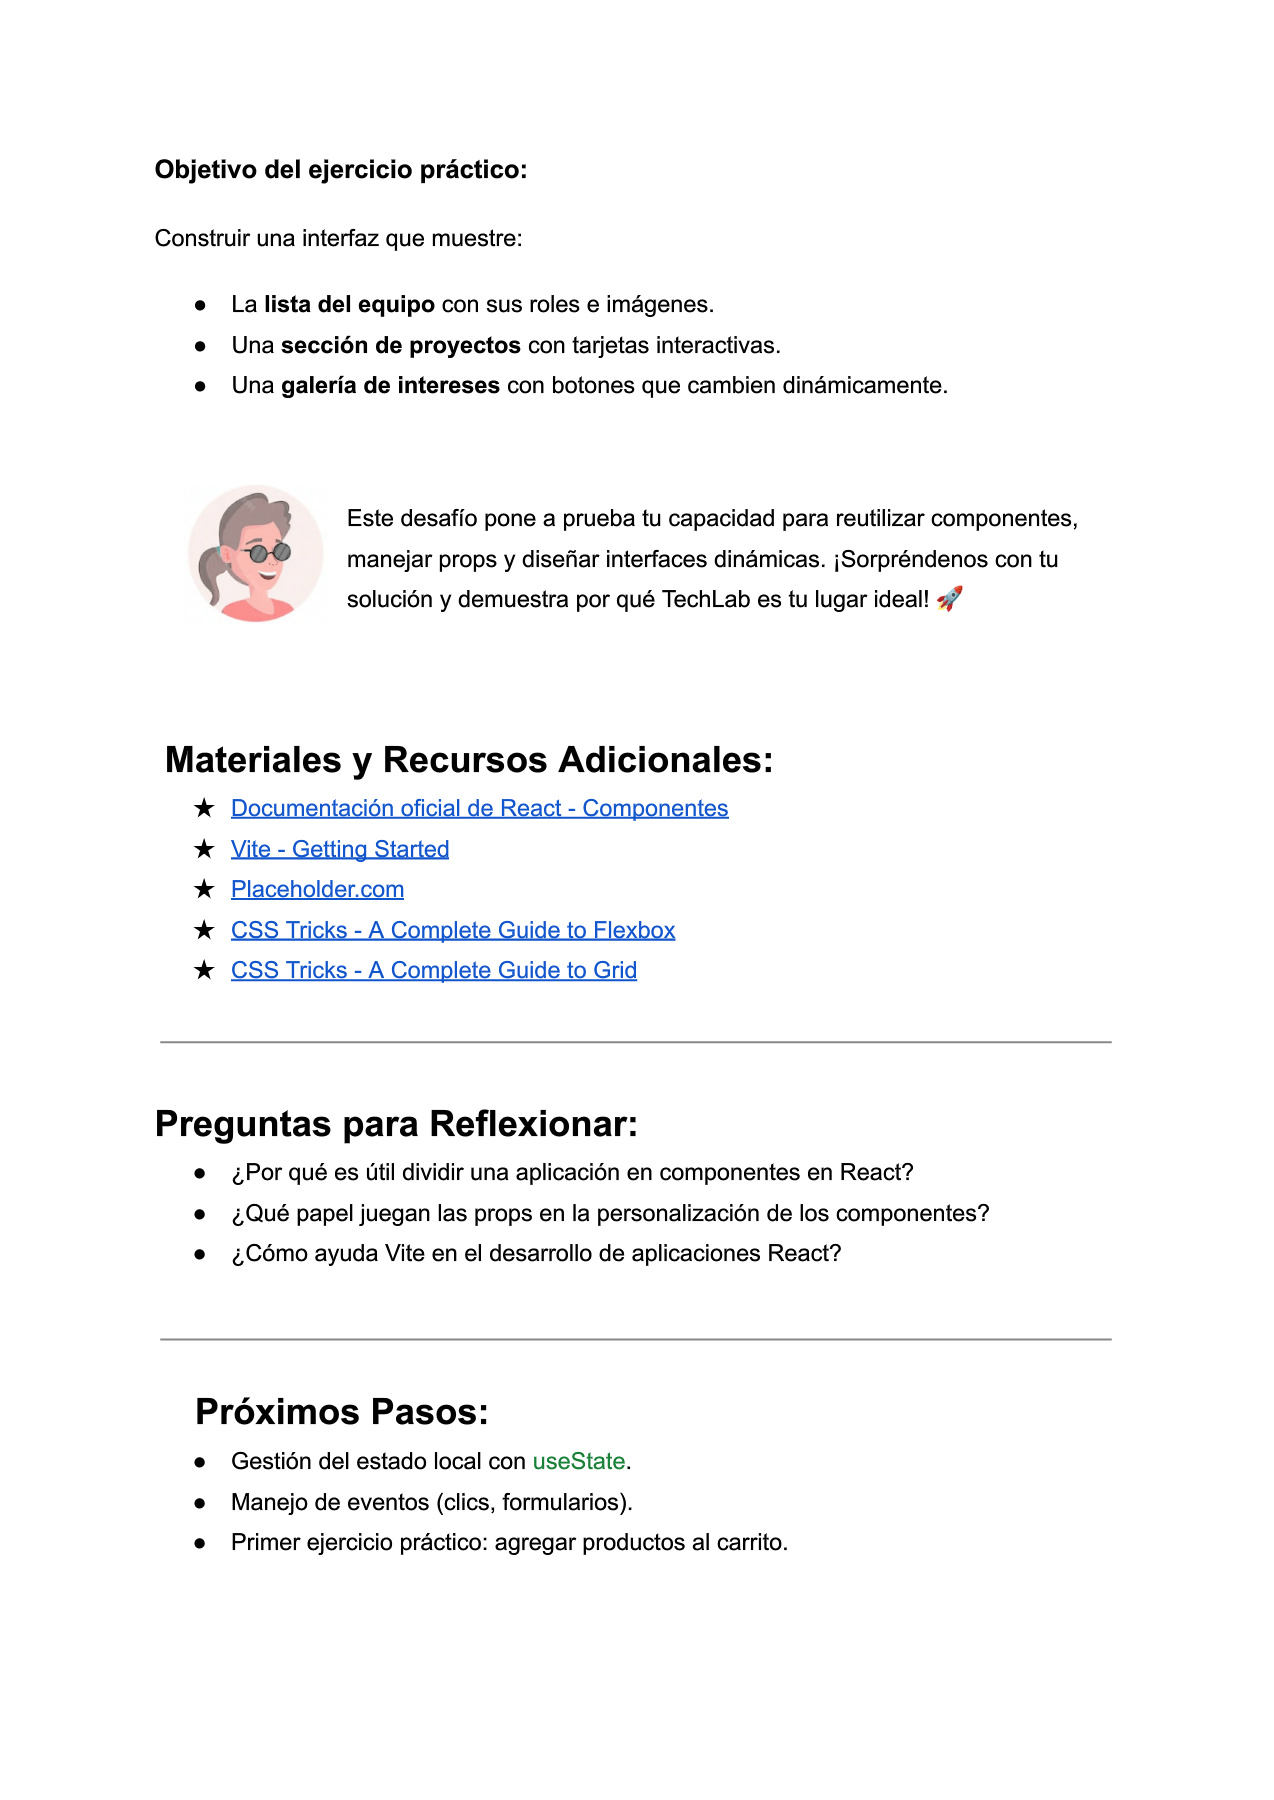 Objetivo del ejercicio práctico:
Construir una interfaz que muestre:
● La lista del equipo con sus roles e imágenes.
● Una sección de proyectos con tarjetas interactivas.
● Una galería de intereses con botones que cambien dinámicamente.
Este desafío pone a prueba tu capacidad para reutilizar componentes,
manejar props y diseñar interfaces dinámicas. ¡Sorpréndenos con tu
solución y demuestra por qué TechLab es tu lugar ideal! 🚀
Materiales y Recursos Adicionales:
★ Documentación oficial de React - Componentes
★ Vite - Getting Started
★ Placeholder.com
★ CSS Tricks - A Complete Guide to Flexbox
★ CSS Tricks - A Complete Guide to Grid
Preguntas para Reflexionar:
● ¿Por qué es útil dividir una aplicación en componentes en React?
● ¿Qué papel juegan las props en la personalización de los componentes?
● ¿Cómo ayuda Vite en el desarrollo de aplicaciones React?
Próximos Pasos:
● Gestión del estado local con useState.
● Manejo de eventos (clics, formularios).
● Primer ejercicio práctico: agregar productos al carrito.